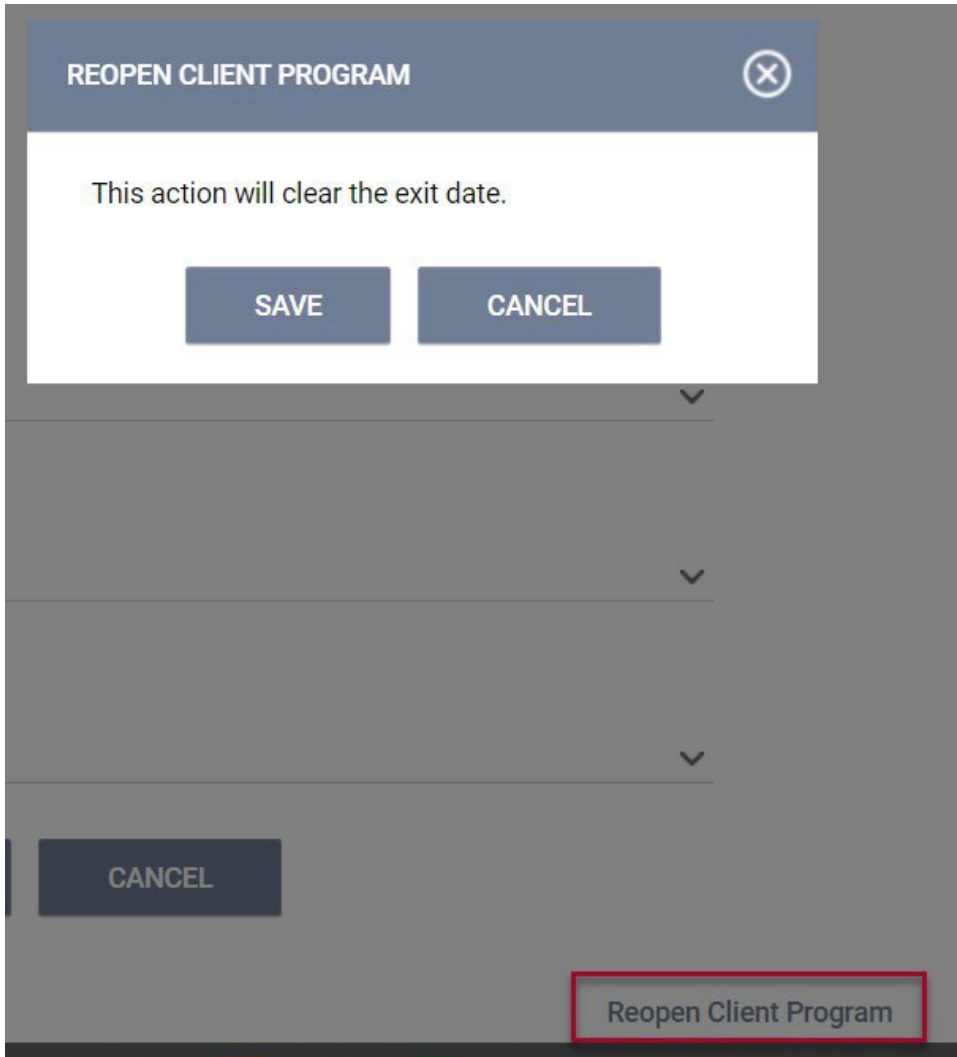 REOPEN CLIENT PROGRAM
This action will clear the exit date.
SAVE CANCEL
CANCEL
Reopen Client Program